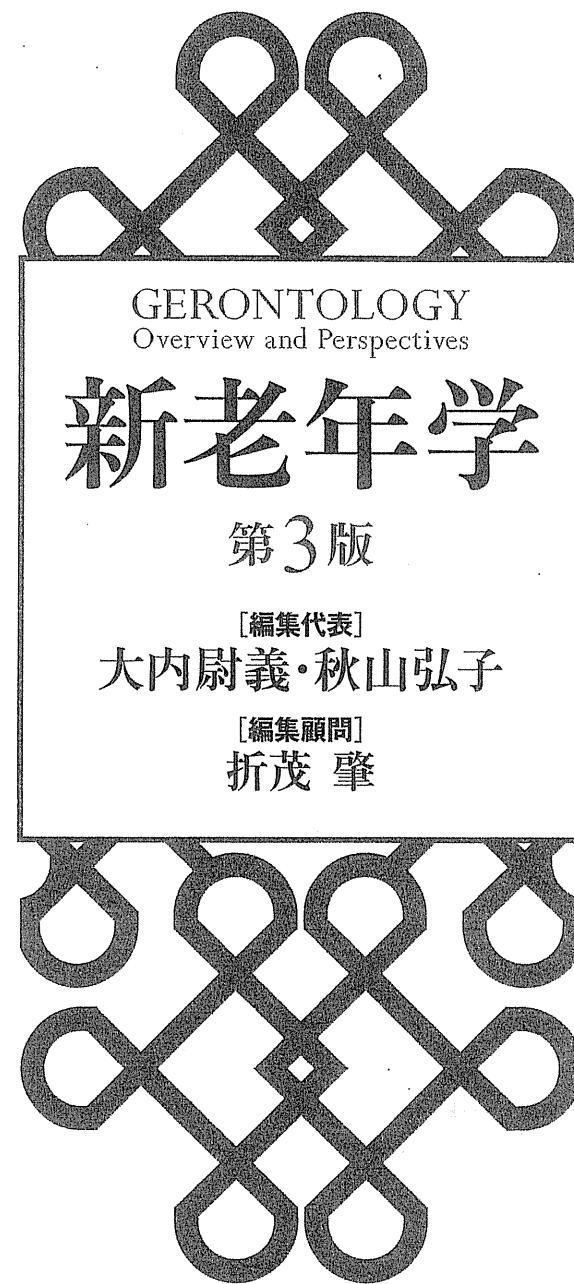 GERONTOLOGY
Overview and Perspectives
新老年学
第3版
[編集代表]
大内尉義・秋山弘子
[編集顧問]
折茂 肇